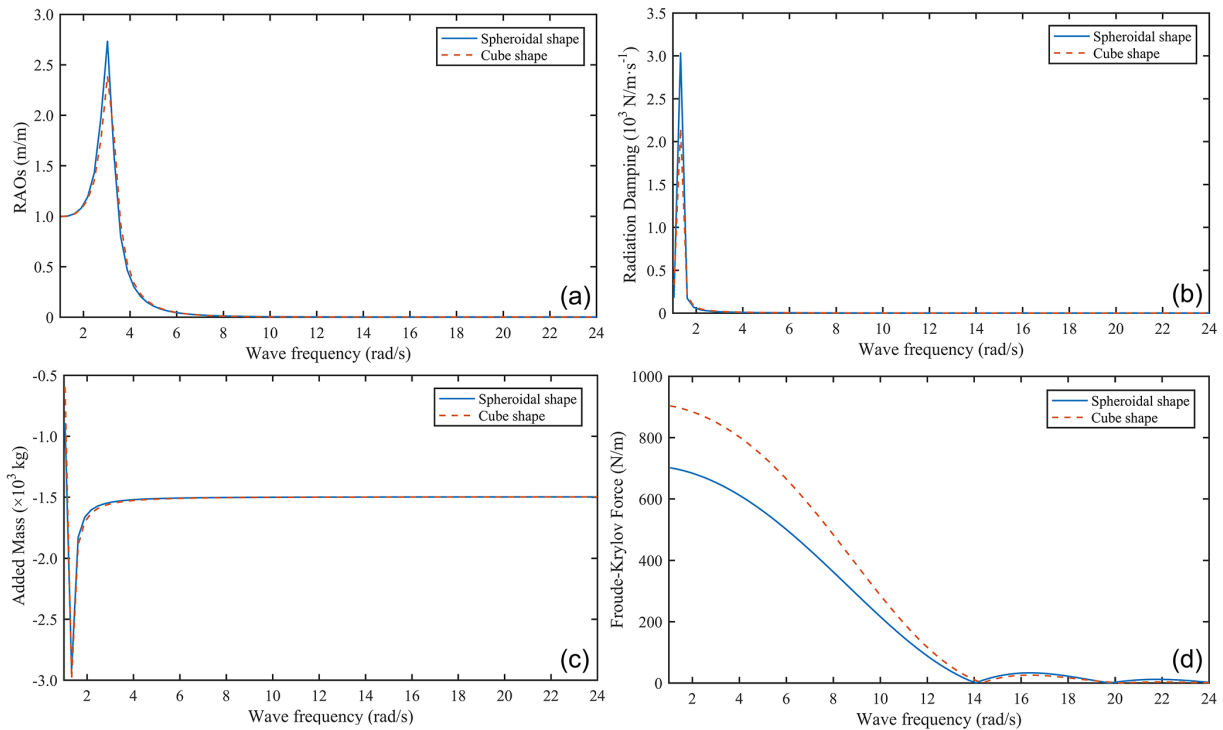 3.0
2.5
2.0
1.5
1.0
0.5
0
RAOs (m/m)
Spheroidal shape
Cube shape
(a)
2 4 6 8 10 12 14 16 18 20 22 24
Wave frequency (rad/s)
3.5
3.0
2.5
2.0
1.5
1.0
0.5
0
Radiation Damping (10³ N/m·s⁻¹)
Spheroidal shape
Cube shape
(b)
2 4 6 8 10 12 14 16 18 20 22 24
Wave frequency (rad/s)
-0.5
-1.0
-1.5
-2.0
-2.5
-3.0
Added Mass (×10³ kg)
Spheroidal shape
Cube shape
(c)
2 4 6 8 10 12 14 16 18 20 22 24
Wave frequency (rad/s)
1000
800
600
400
200
0
Froude-Krylov Force (N/m)
Spheroidal shape
Cube shape
(d)
2 4 6 8 10 12 14 16 18 20 22 24
Wave frequency (rad/s)